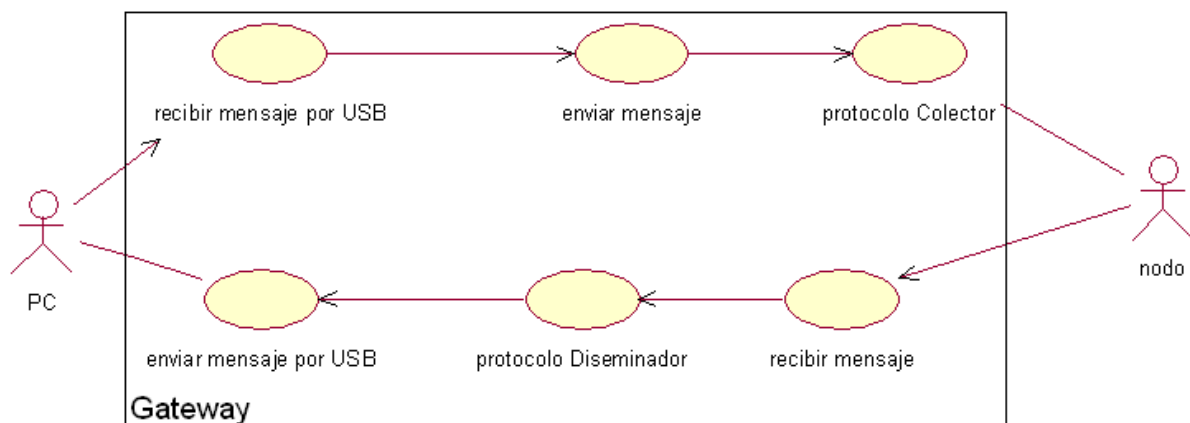 recibir mensaje por USB
enviar mensaje
protocolo Colector
PC
nodo
enviar mensaje por USB
protocolo Diseminador
recibir mensaje
Gateway